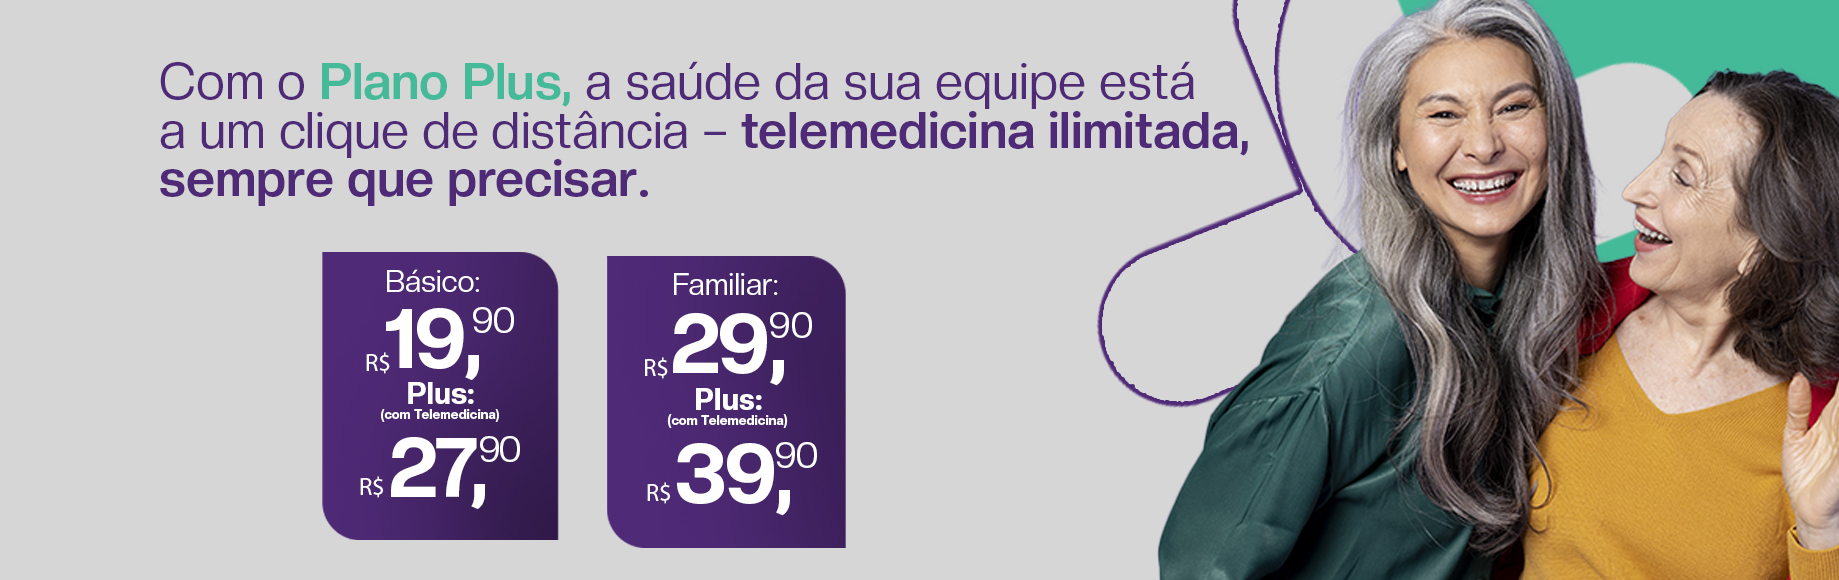 Com o Plano Plus, a saúde da sua equipe está
a um clique de distância – telemedicina ilimitada,
sempre que precisar.
Básico:
R$ 19,90
Plus:
(com Telemedicina)
R$ 27,90
Familiar:
R$ 29,90
Plus:
(com Telemedicina)
R$ 39,90